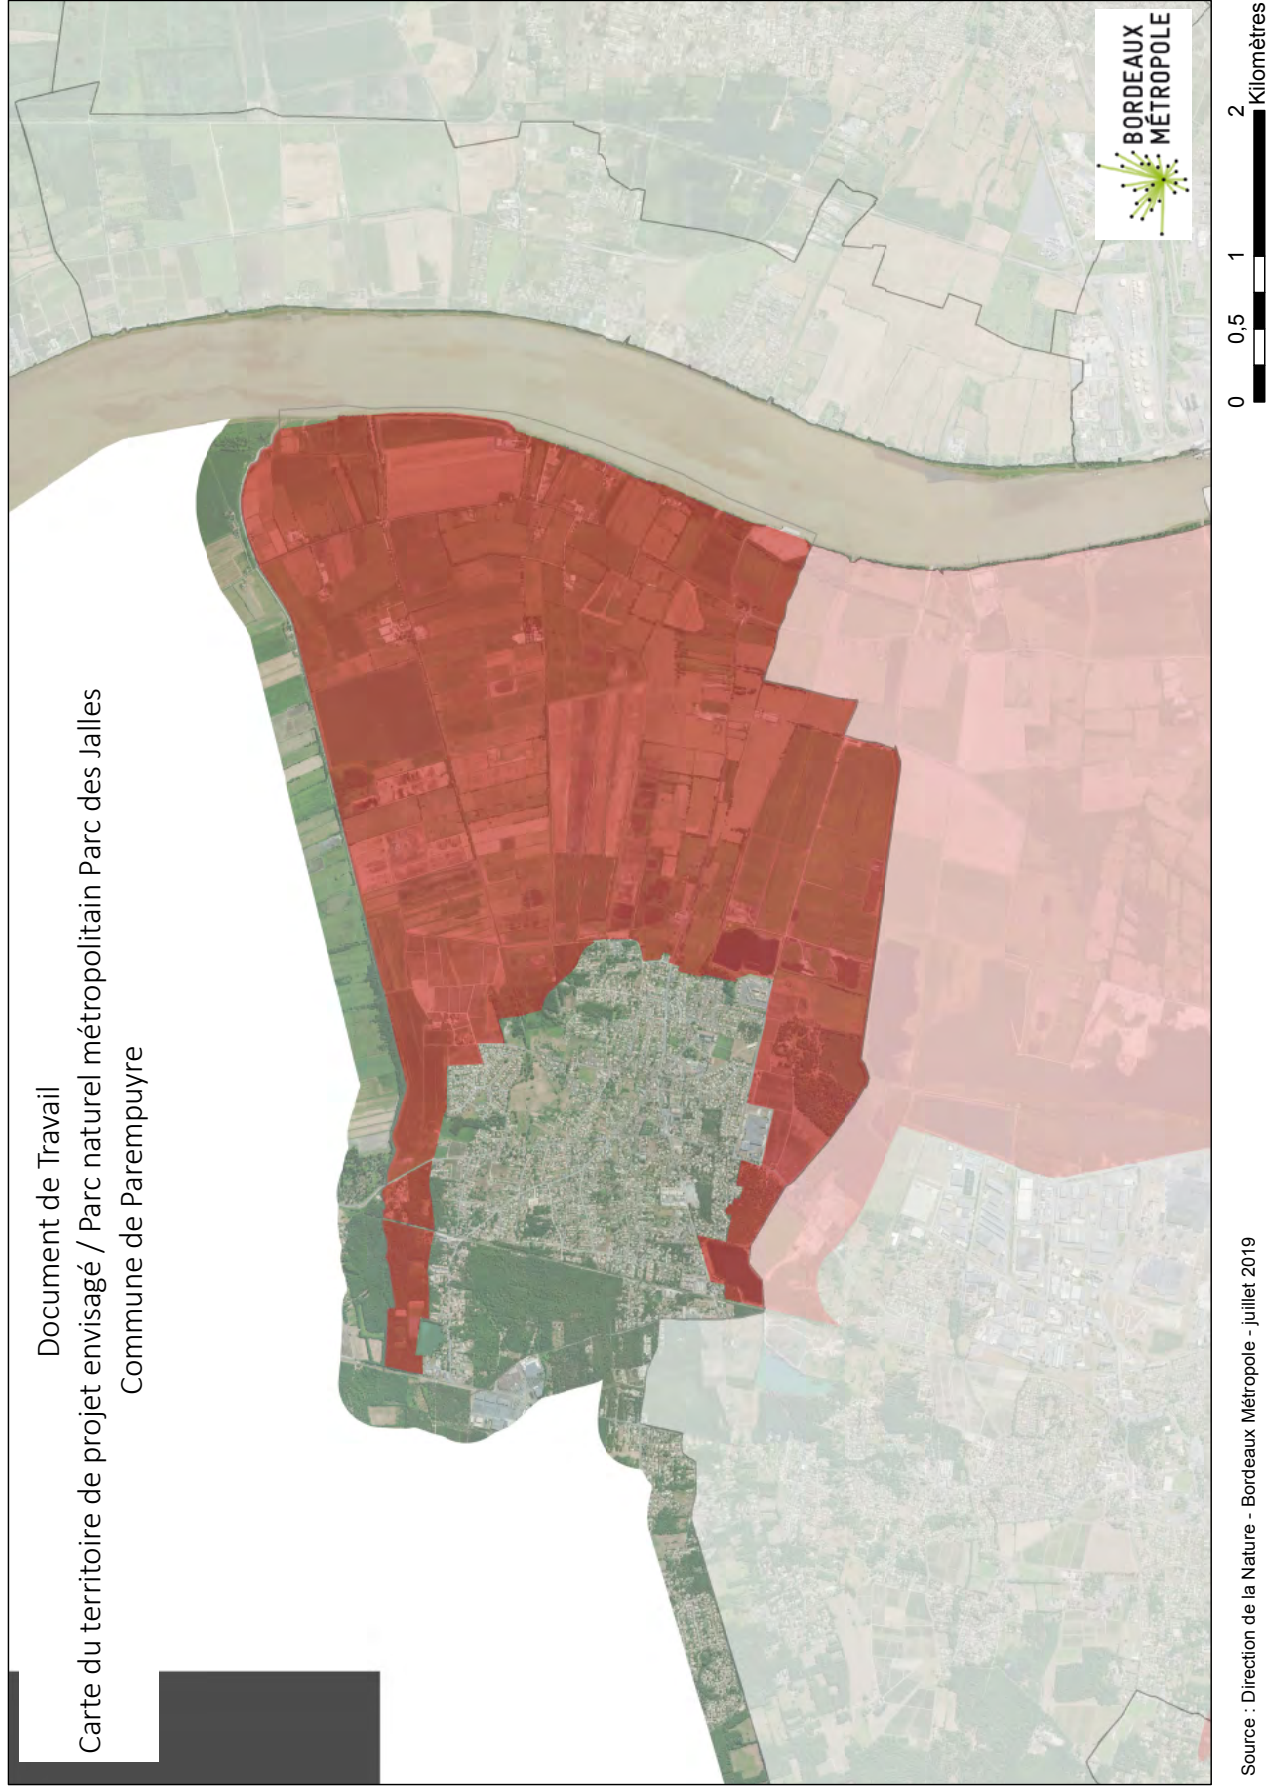 Document de Travail
Carte du territoire de projet envisagé / Parc naturel métropolitain Parc des Jalles
Commune de Parempuyre
BORDEAUX
MÉTROPOLE
0 0,5 1 2
Kilomètres
Source : Direction de la Nature - Bordeaux Métropole - juillet 2019